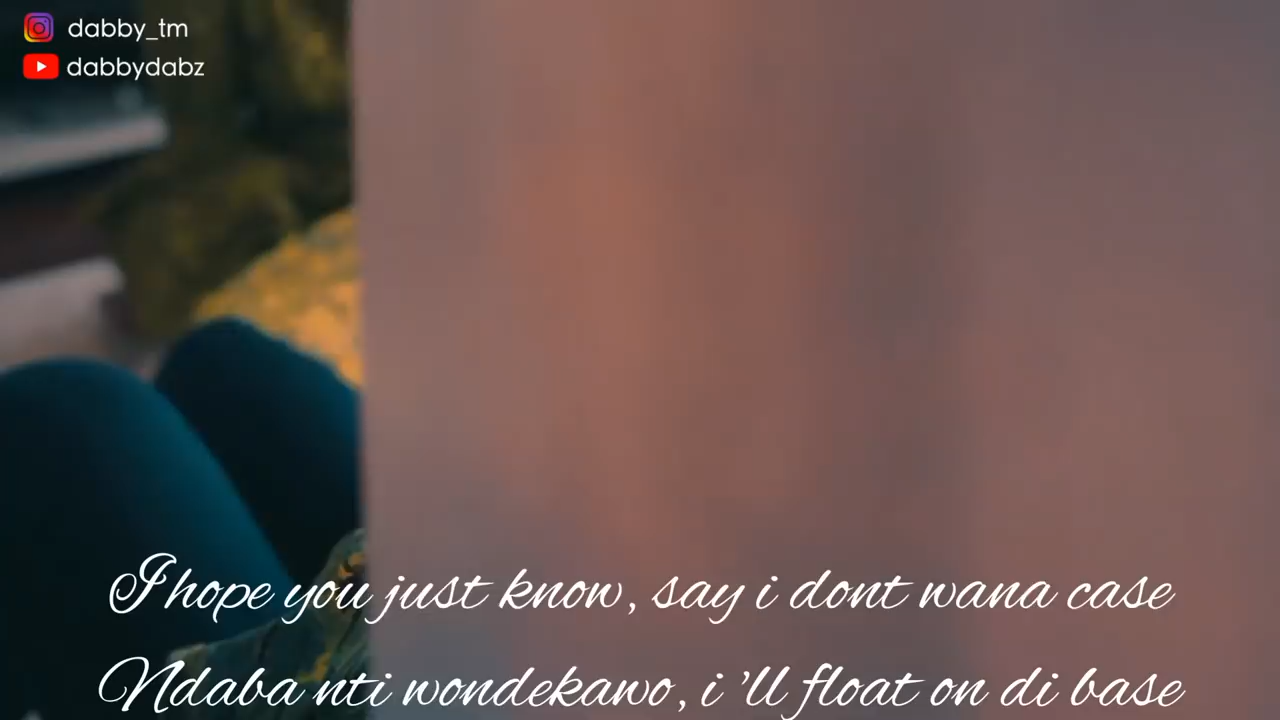 dabby_tm
dabbydabz
I hope you just know, say i dont wana case
Ndaba nti wondekawo, i 'll float on di base